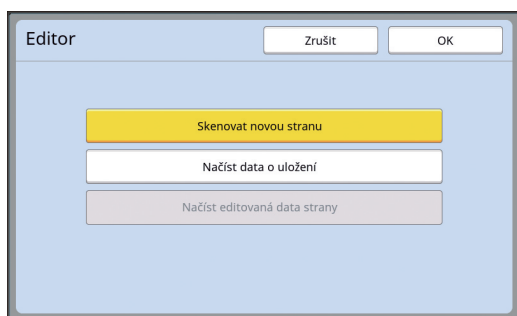 Editor
Zrušit
OK
Skenovat novou stranu
Načíst data o uložení
Načíst editovaná data strany